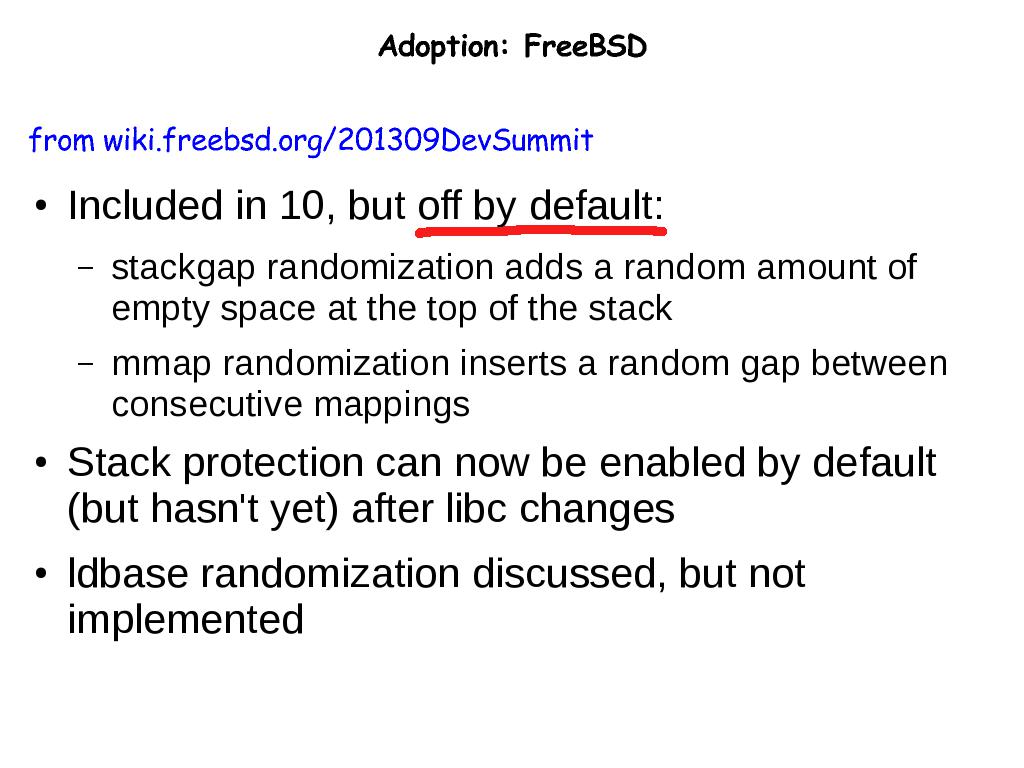 Adoption: FreeBSD
from wiki.freebsd.org/201309DevSummit
• Included in 10, but off by default:
– stackgap randomization adds a random amount of
empty space at the top of the stack
– mmap randomization inserts a random gap between
consecutive mappings
• Stack protection can now be enabled by default
(but hasn't yet) after libc changes
• ldbase randomization discussed, but not
implemented